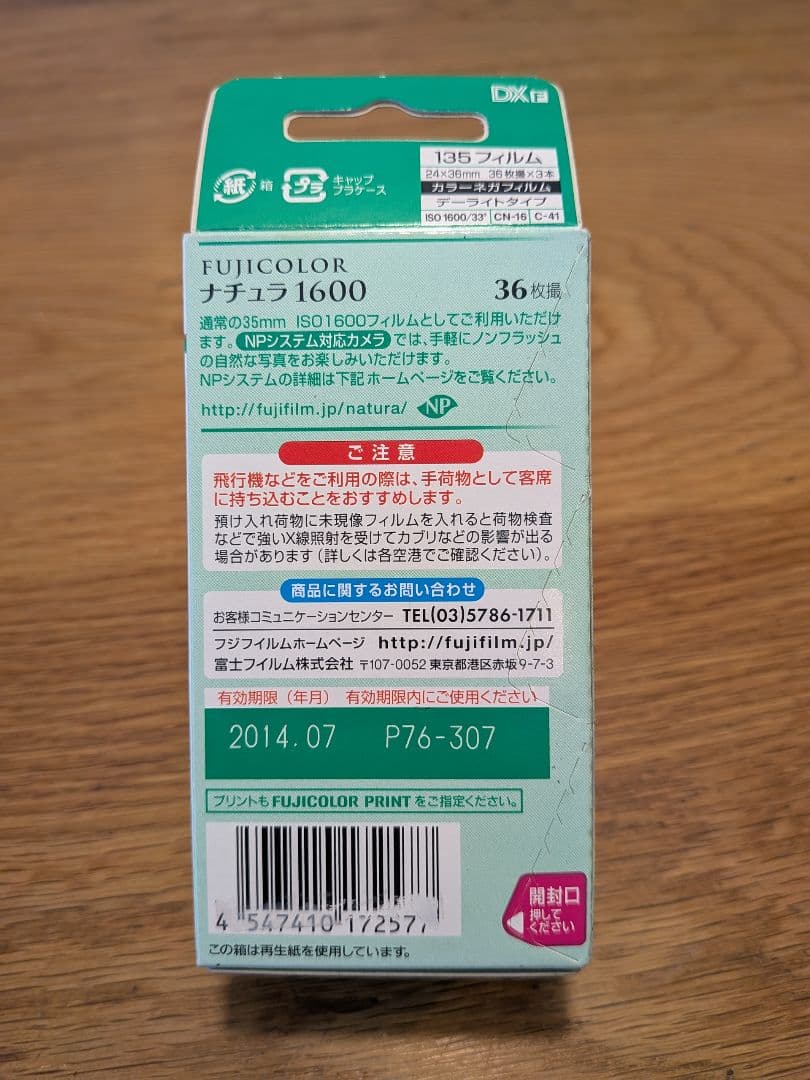 DX F
135フィルム
24×36mm 36枚撮×3本
カラーネガフィルム
デーライトタイプ
ISO 1600/33° CN-16 C-41
紙 箱
プラ キャップ
プラケース
FUJICOLOR
ナチュラ 1600 36枚撮
通常の35mm ISO1600フィルムとしてご利用いただけ
ます。NPシステム対応カメラでは、手軽にノンフラッシュ
の自然な写真をお楽しみいただけます。
NPシステムの詳細は下記ホームページをご覧ください。
http://fujifilm.jp/natura/ NP
ご注意
飛行機などをご利用の際は、手荷物として客席
に持ち込むことをおすすめします。
預け入れ荷物に未現像フィルムを入れると荷物検査
などで強いX線照射を受けてカブリなどの影響が出る
場合があります（詳しくは各空港でご確認ください）。
商品に関するお問い合わせ
お客様コミュニケーションセンター TEL(03)5786-1711
フジフイルムホームページ http://fujifilm.jp/
富士フイルム株式会社 〒107-0052 東京都港区赤坂9-7-3
有効期限（年月） 有効期限内にご使用ください
2014.07 P76-307
プリントも FUJICOLOR PRINT をご指定ください。
4 547410 172577
開封口
押して
ください
この箱は再生紙を使用しています。